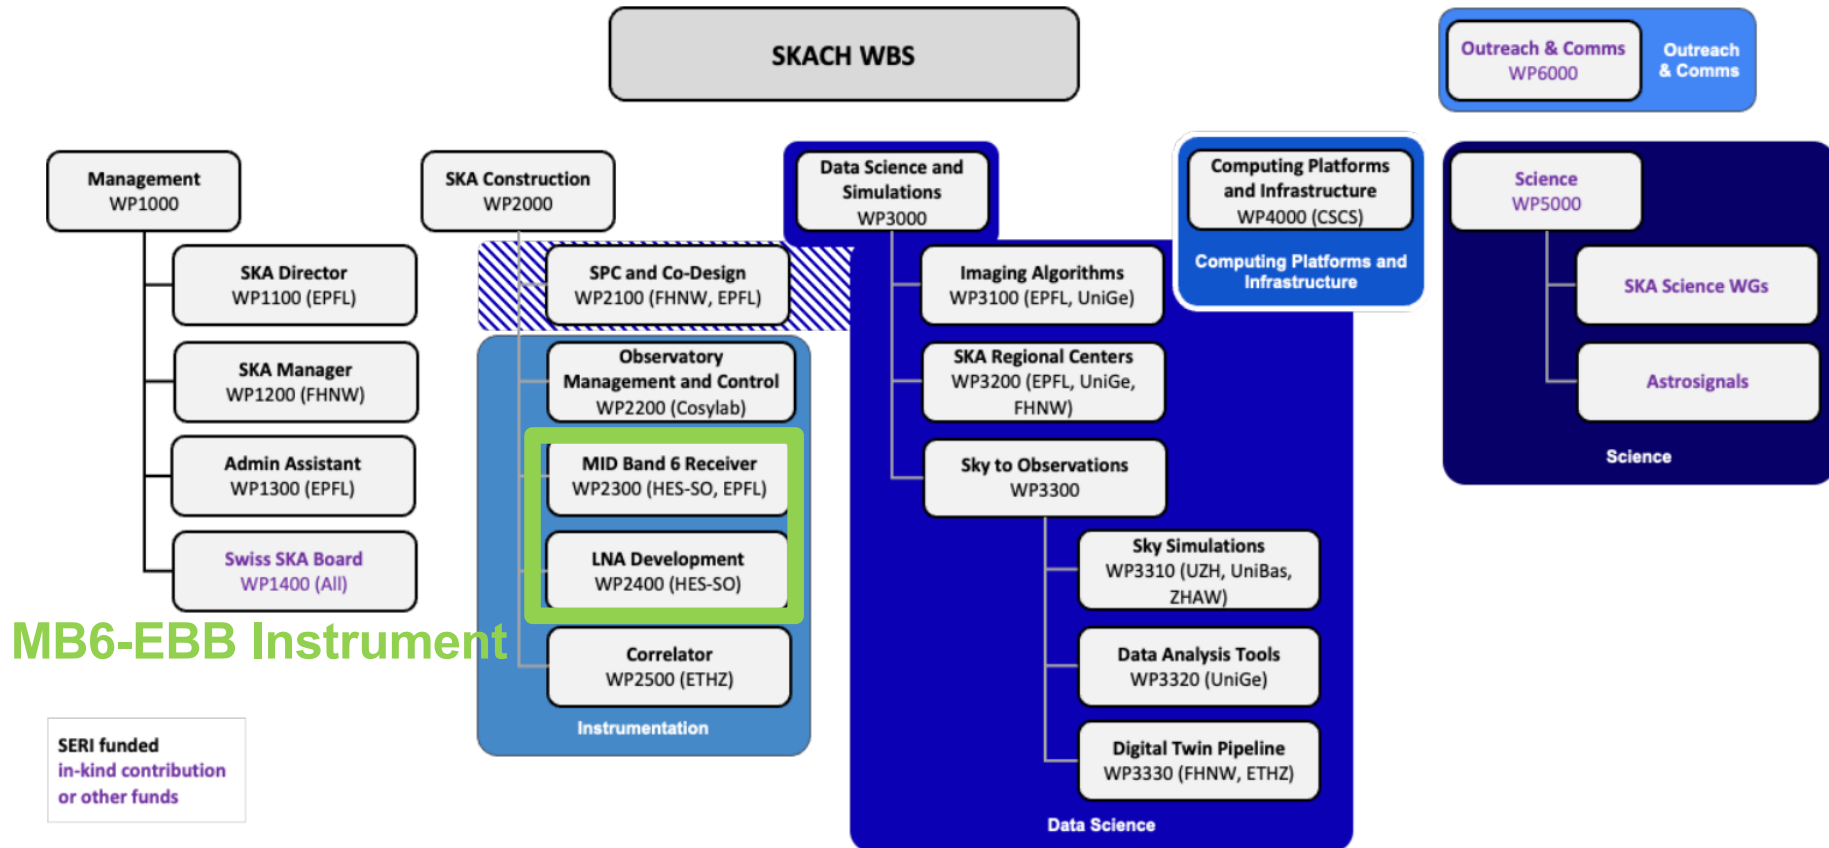 SKACH WBS
Outreach & Comms
WP6000
Outreach
& Comms
Management
WP1000
SKA Director
WP1100 (EPFL)
SKA Manager
WP1200 (FHNW)
Admin Assistant
WP1300 (EPFL)
Swiss SKA Board
WP1400 (All)
MB6-EBB Instrument
SKA Construction
WP2000
SPC and Co-Design
WP2100 (FHNW, EPFL)
Observatory
Management and Control
WP2200 (Cosylab)
MID Band 6 Receiver
WP2300 (HES-SO, EPFL)
LNA Development
WP2400 (HES-SO)
Correlator
WP2500 (ETHZ)
Instrumentation
Data Science and
Simulations
WP3000
Imaging Algorithms
WP3100 (EPFL, UniGe)
SKA Regional Centers
WP3200 (EPFL, UniGe,
FHNW)
Sky to Observations
WP3300
Sky Simulations
WP3310 (UZH, UniBas,
ZHAW)
Data Analysis Tools
WP3320 (UniGe)
Digital Twin Pipeline
WP3330 (FHNW, ETHZ)
Data Science
Computing Platforms
and Infrastructure
WP4000 (CSCS)
Computing Platforms and
Infrastructure
Science
WP5000
SKA Science WGs
Astrosignals
Science
SERI funded
in-kind contribution
or other funds